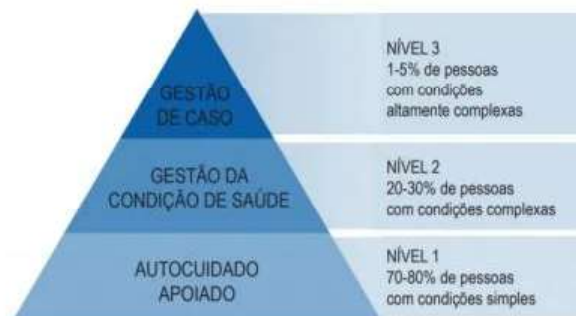 GESTÃO
DE CASO
NÍVEL 3
1-5% de pessoas
com condições
altamente complexas
GESTÃO DA
CONDIÇÃO DE SAÚDE
NÍVEL 2
20-30% de pessoas
com condições complexas
AUTOCUIDADO
APOIADO
NÍVEL 1
70-80% de pessoas
com condições simples